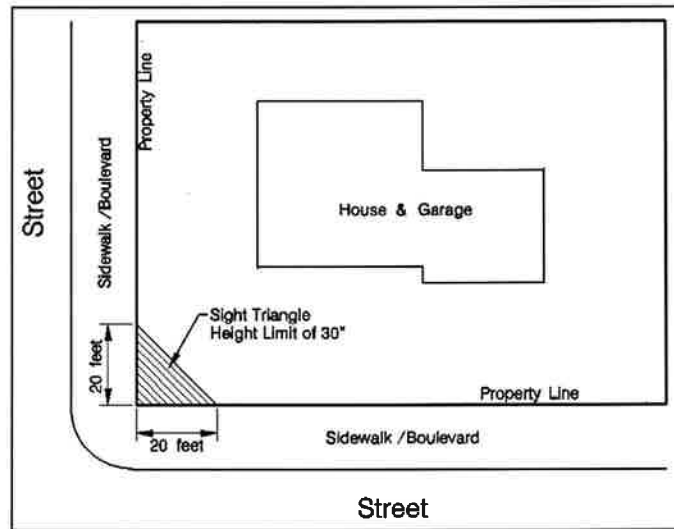 Street
Sidewalk /Boulevard
Property Line
House & Garage
Sight Triangle
Height Limit of 30"
20 feet
Property Line
20 feet
Sidewalk /Boulevard
Street